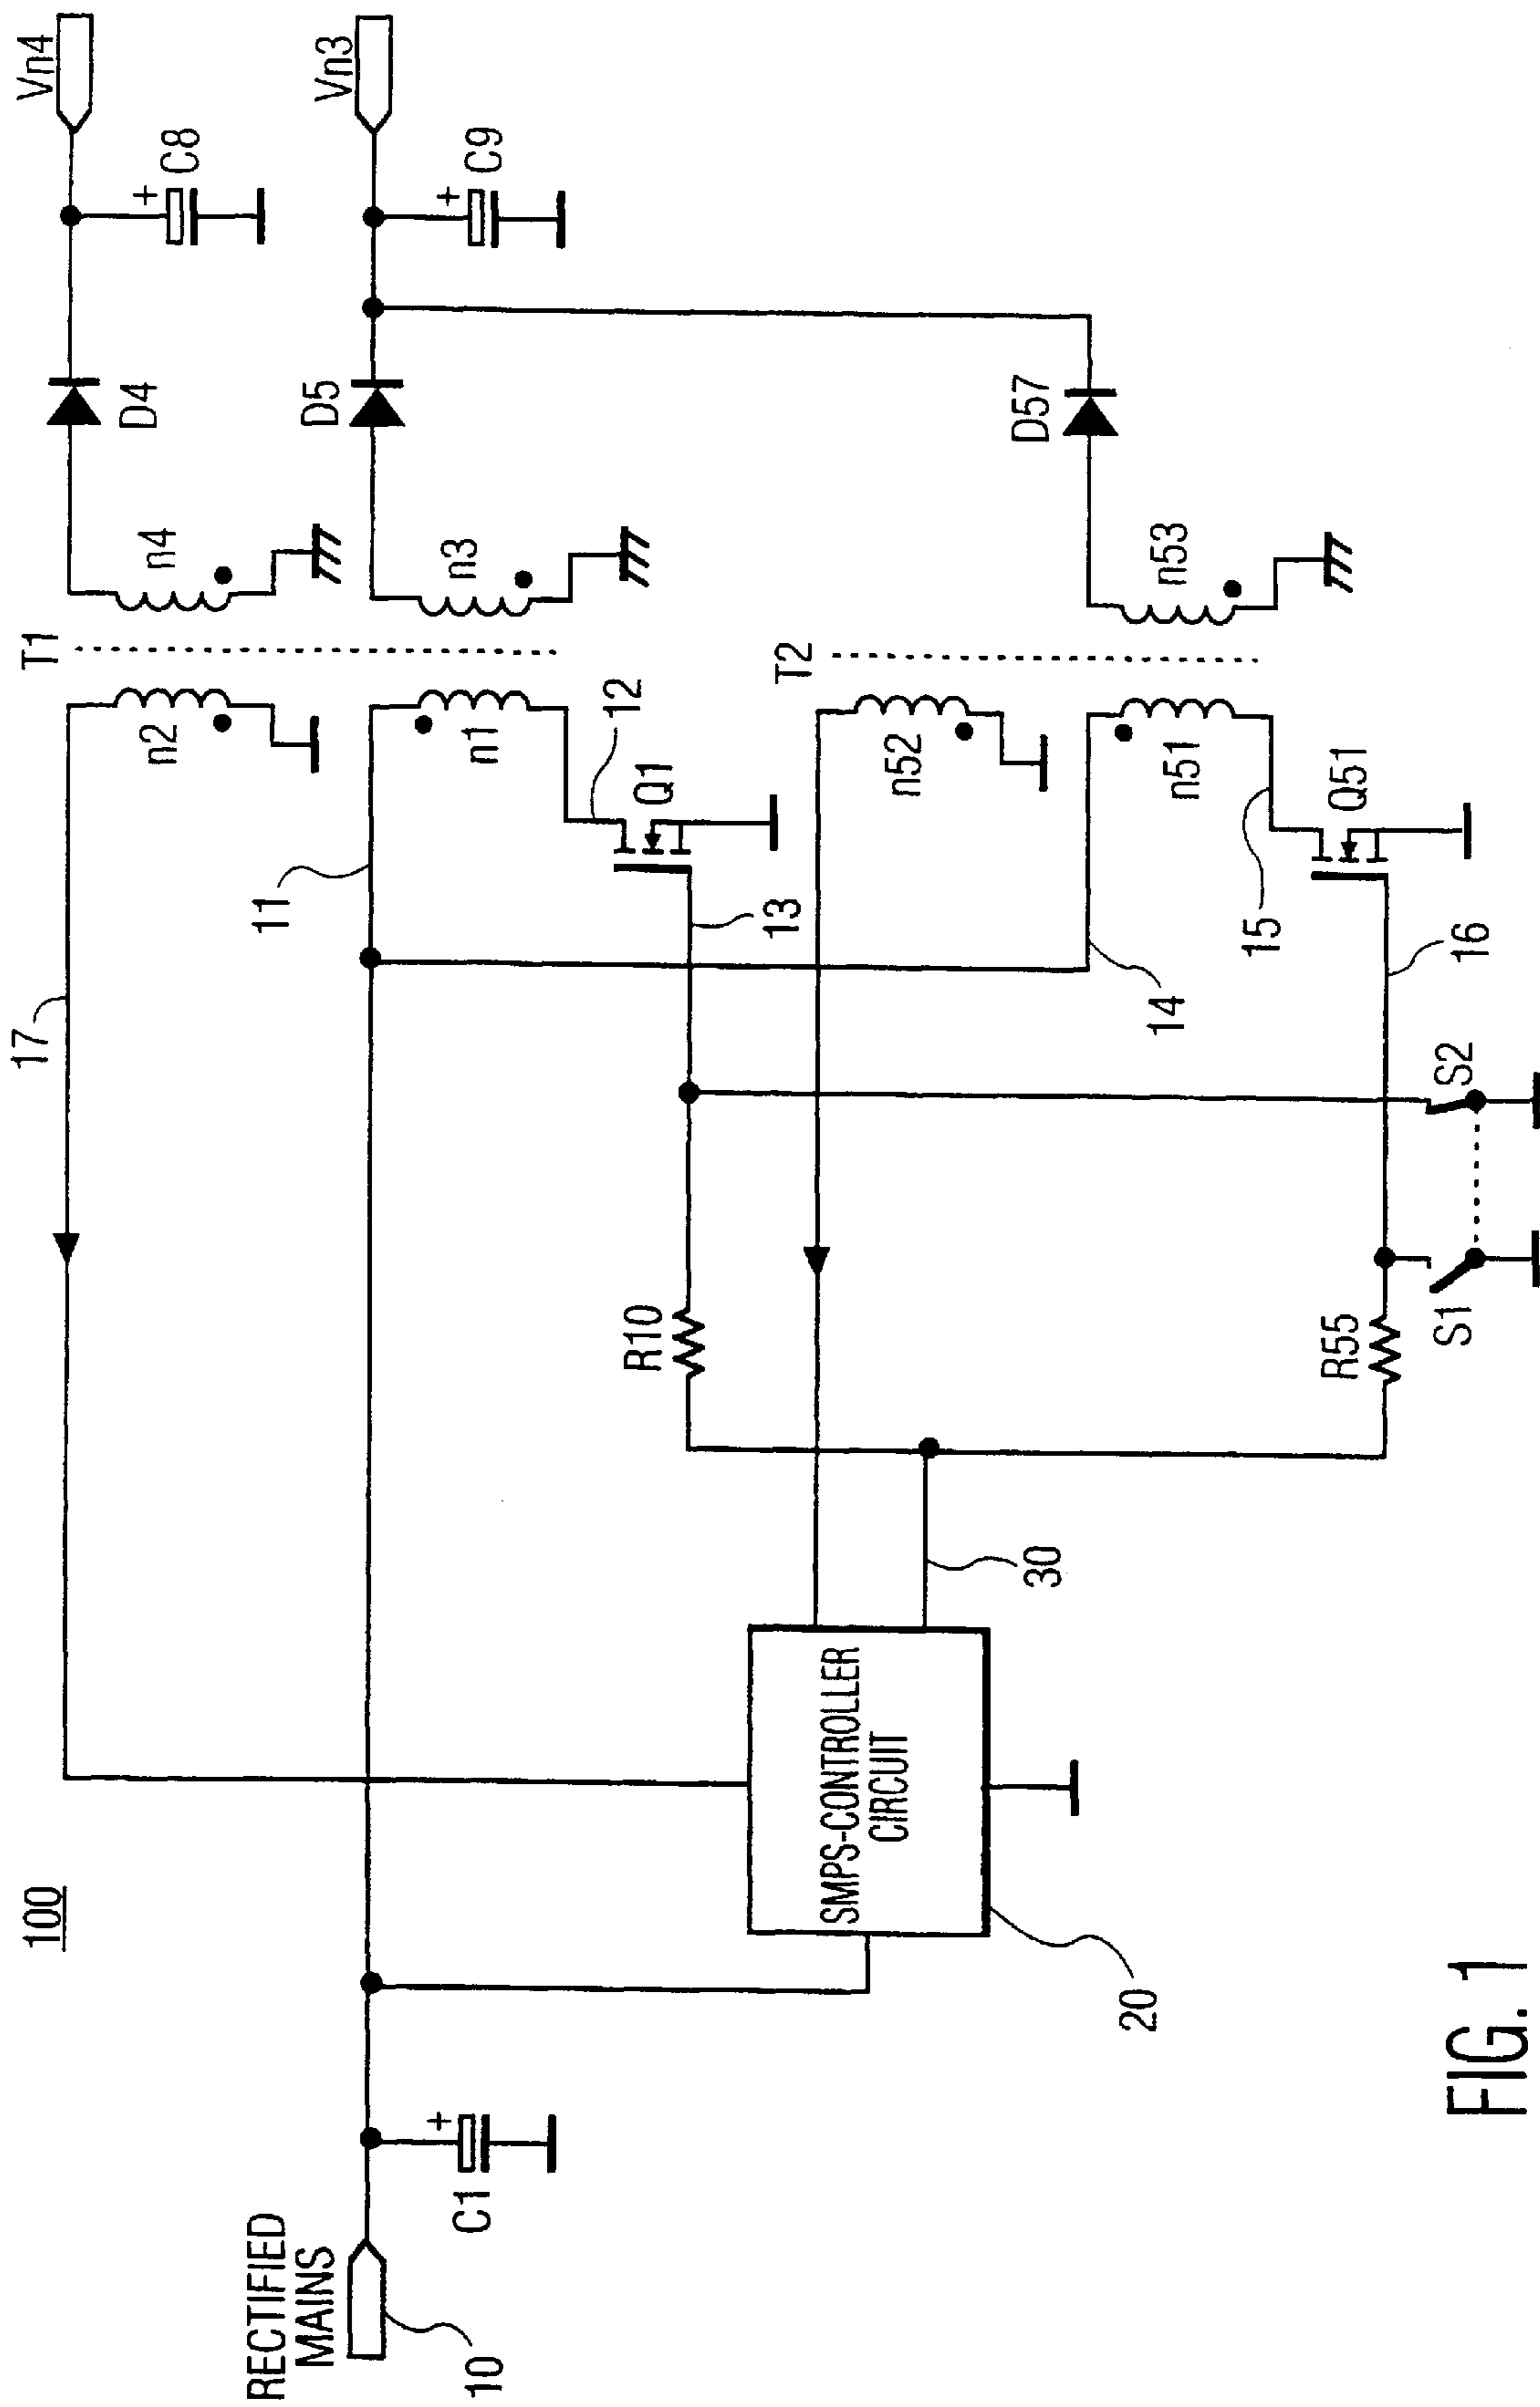 100
17
T1
n2
n4
D4
Vn4
C8
RECTIFIED
MAINS
10
C1
11
n1
n3
D5
Vn3
C9
12
Q1
13
R10
T2
n52
SMPS-CONTROLLER
CIRCUIT
20
30
14
n51
n53
D57
15
Q51
16
R55
S1
S2
FIG. 1